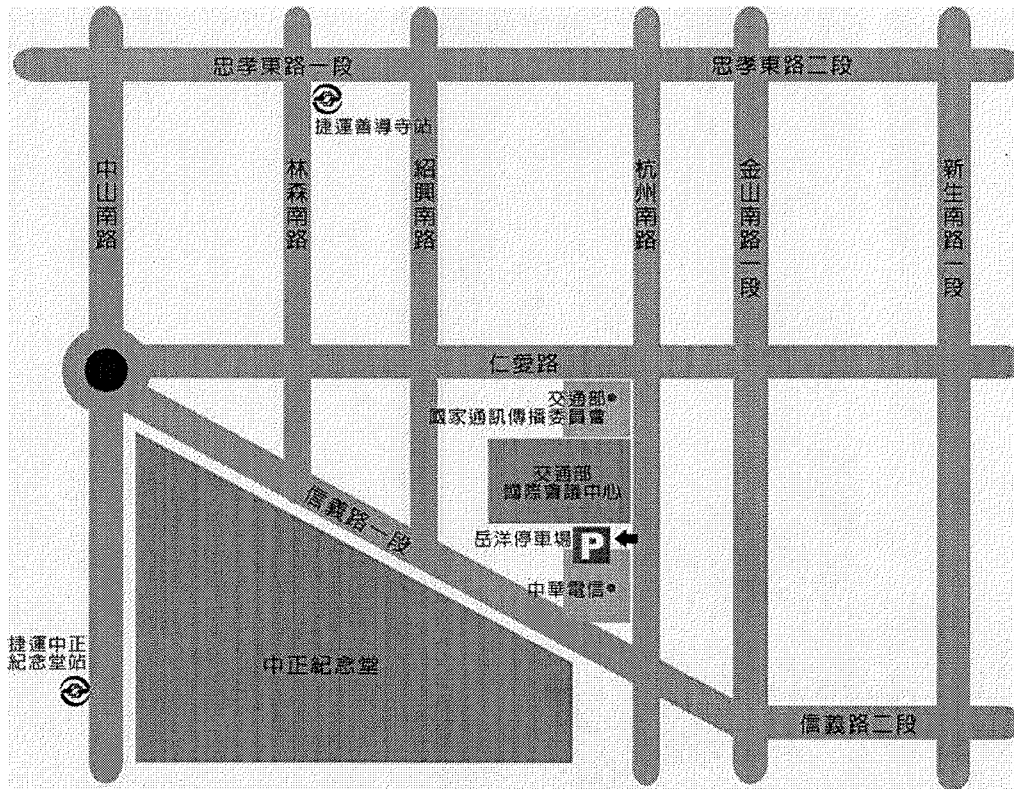 忠孝東路一段
忠孝東路二段
捷運善導寺站
中山南路
林森南路
紹興南路
杭州南路
金山南路一段
新生南路一段
仁愛路
交通部
國家通訊傳播委員會
交通部
國際會議中心
信義路一段
岳洋停車場
P
中華電信
捷運中正
紀念堂站
中正紀念堂
信義路二段